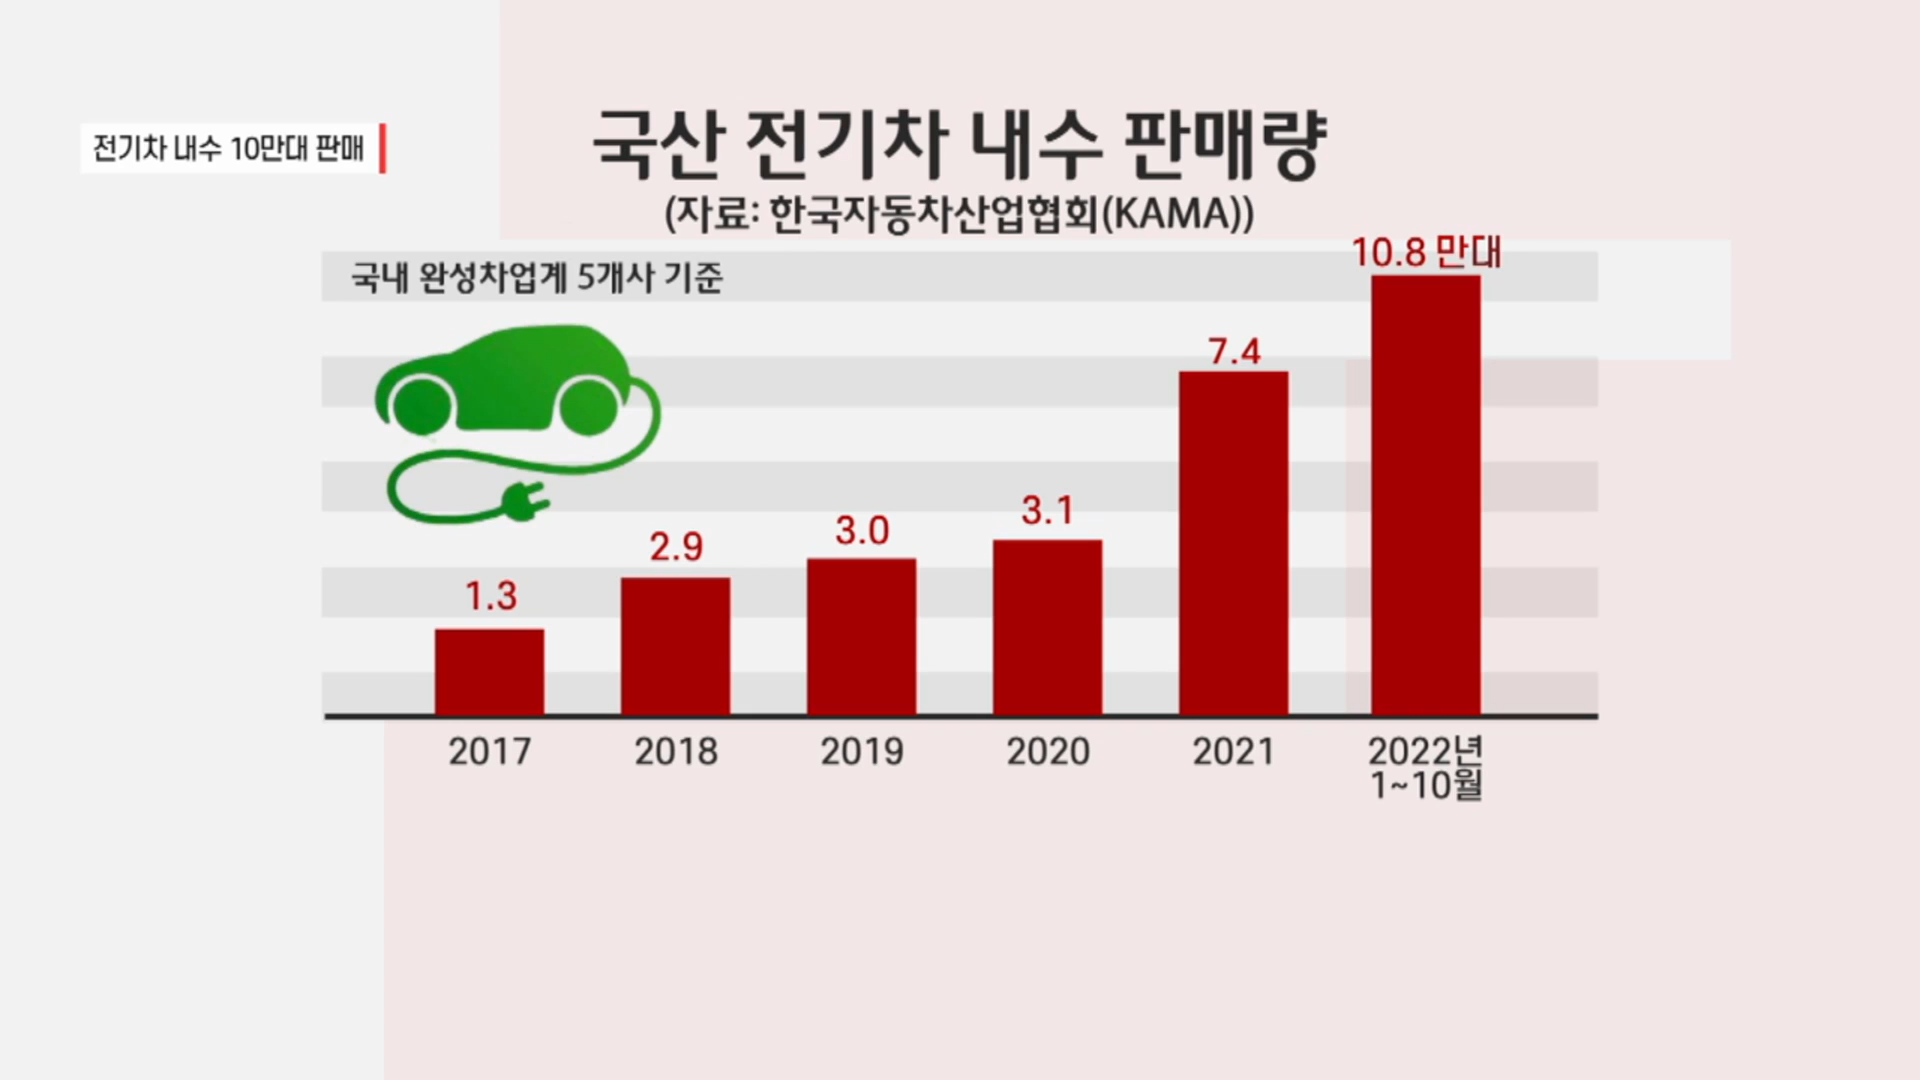 전기차 내수 10만대 판매
국산 전기차 내수 판매량
(자료: 한국자동차산업협회(KAMA))
국내 완성차업계 5개사 기준
1.3
2.9
3.0
3.1
7.4
10.8 만대
2017
2018
2019
2020
2021
2022년
1~10월